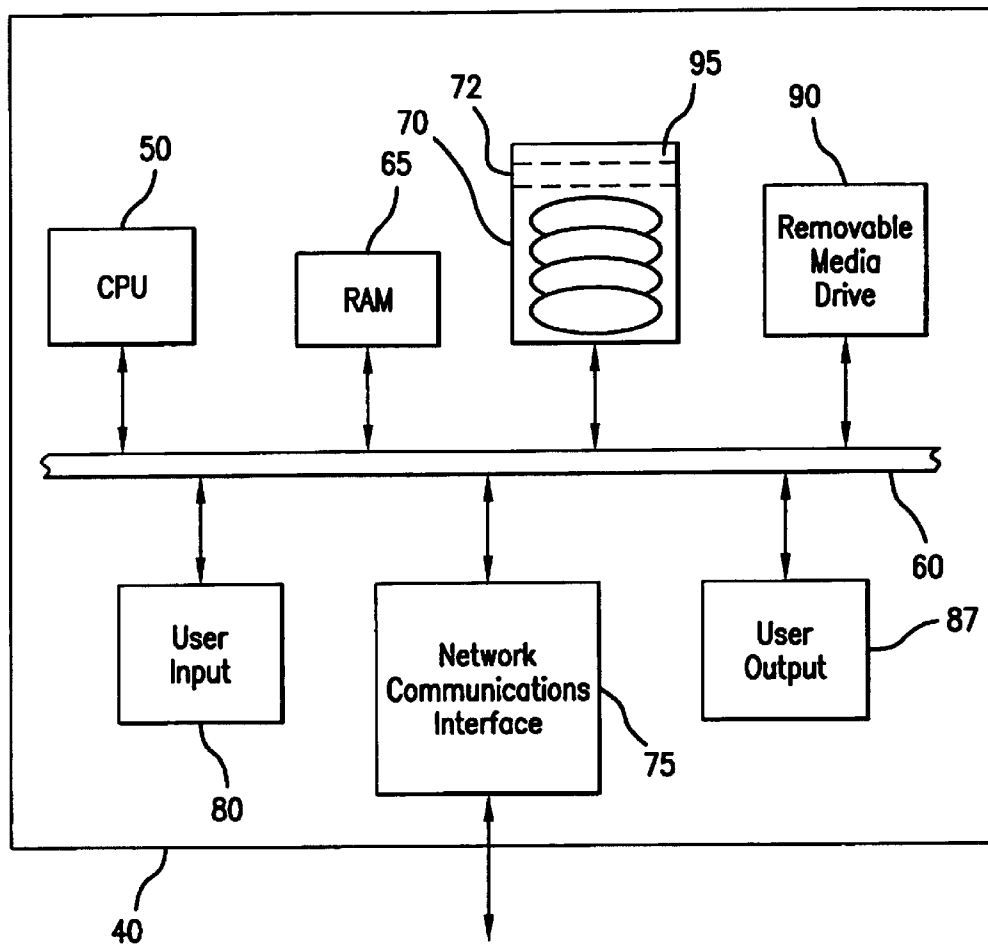 95
72
90
70
65
50
Removable
Media
Drive
CPU
RAM
60
User
Input
Network
Communications
Interface
User
Output
87
75
80
40